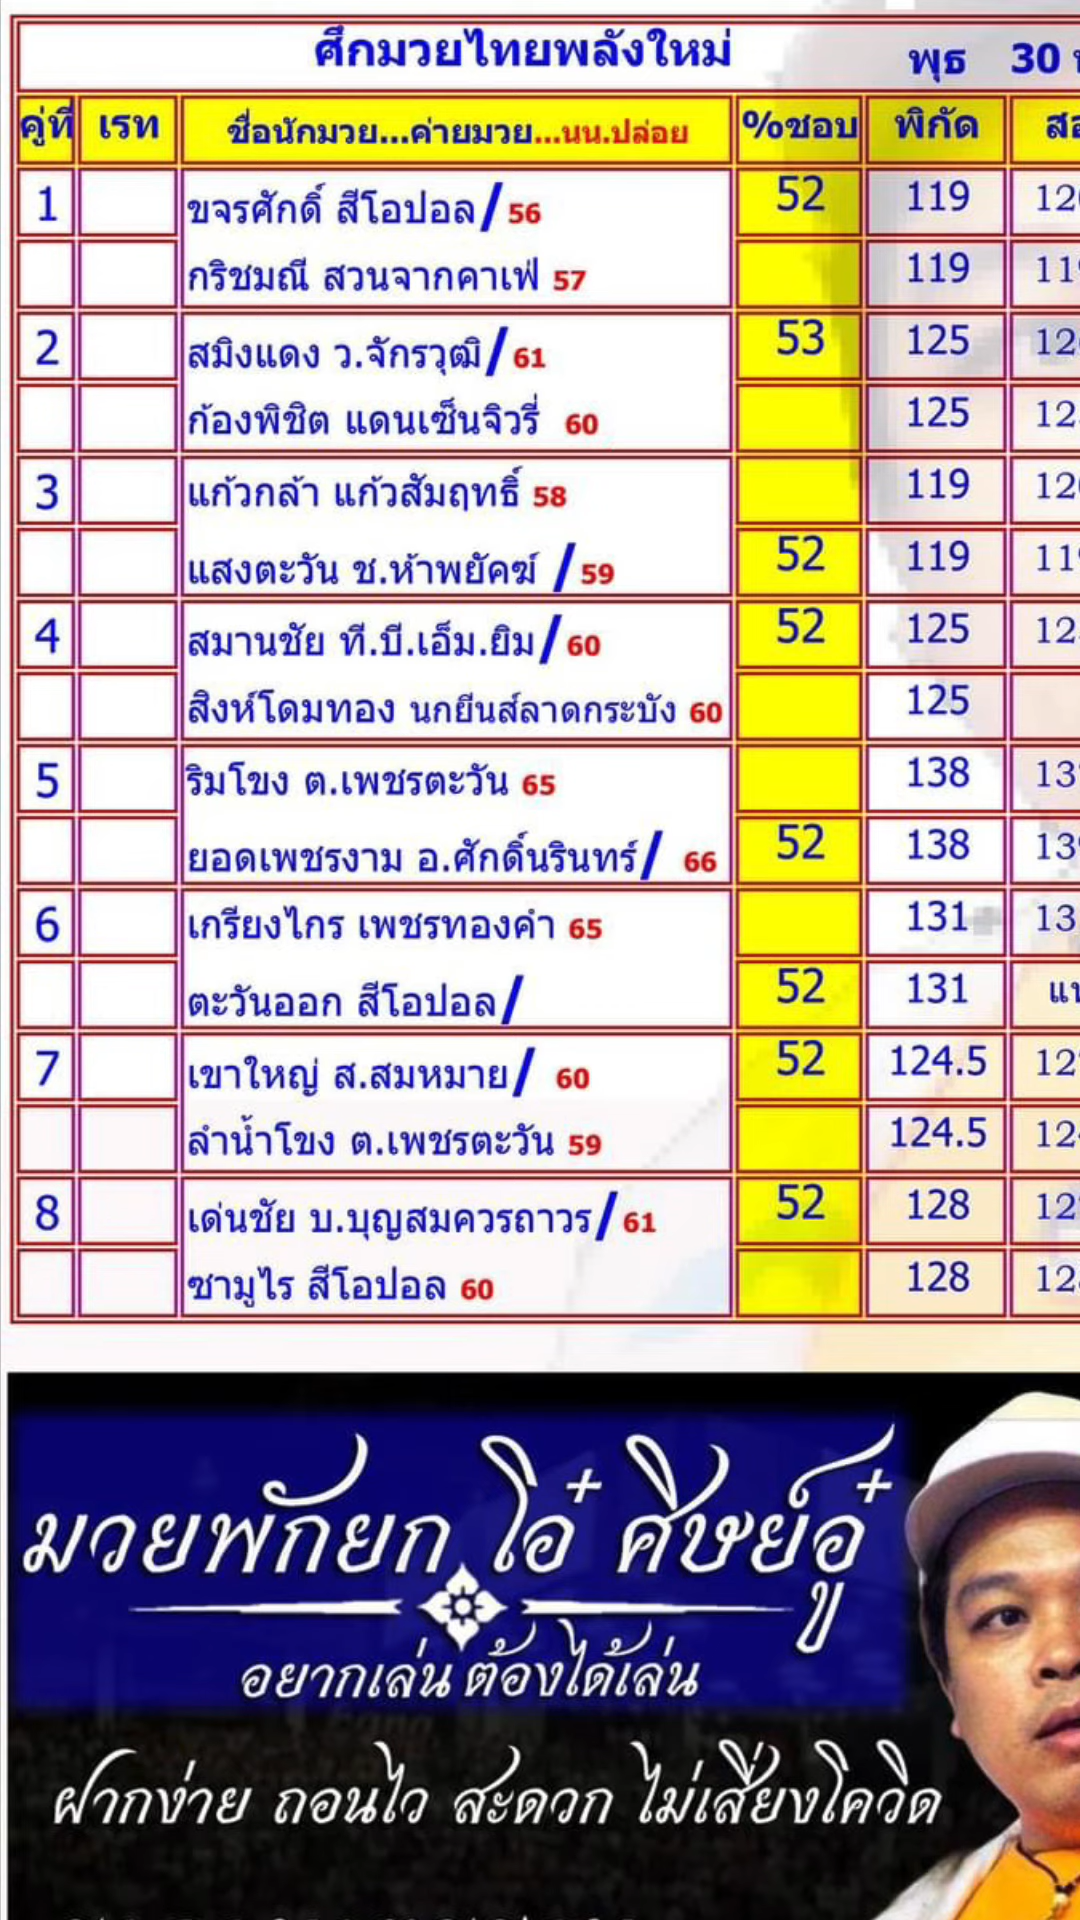 ศึกมวยไทยพลังใหม่ พุธ 30
คู่ที่ เรท ชื่อนักมวย...ค่ายมวย...นน.ปล่อย %ชอบ พิกัด
1 ขจรศักดิ์ สีโอปอล/ 56 52 119
กริชมณี สวนจากคาเฟ่ 57 119
2 สมิงแดง ว.จักรวุฒิ/ 61 53 125
ก้องพิชิต แดนเซ็นจิวรี่ 60 125
3 แก้วกล้า แก้วสัมฤทธิ์ 58 119
แสงตะวัน ช.ห้าพยัคฆ์ / 59 52 119
4 สมานชัย ที.บี.เอ็ม.ยิม/ 60 52 125
สิงห์โดมทอง นกยีนส์ลาดกระบัง 60 125
5 ริมโขง ต.เพชรตะวัน 65 138
ยอดเพชรงาม อ.ศักดิ์นรินทร์/ 66 52 138
6 เกรียงไกร เพชรทองคำ 65 131
ตะวันออก สีโอปอล/ 52 131
7 เขาใหญ่ ส.สมหมาย/ 60 52 124.5
ลำน้ำโขง ต.เพชรตะวัน 59 124.5
8 เด่นชัย บ.บุญสมควรถาวร/ 61 52 128
ซามูไร สีโอปอล 60 128
มวยพักยก โอ๋ ศิษย์อู๋
อยากเล่น ต้องได้เล่น
ฝากง่าย ถอนไว สะดวก ไม่เสี่ยงโควิด